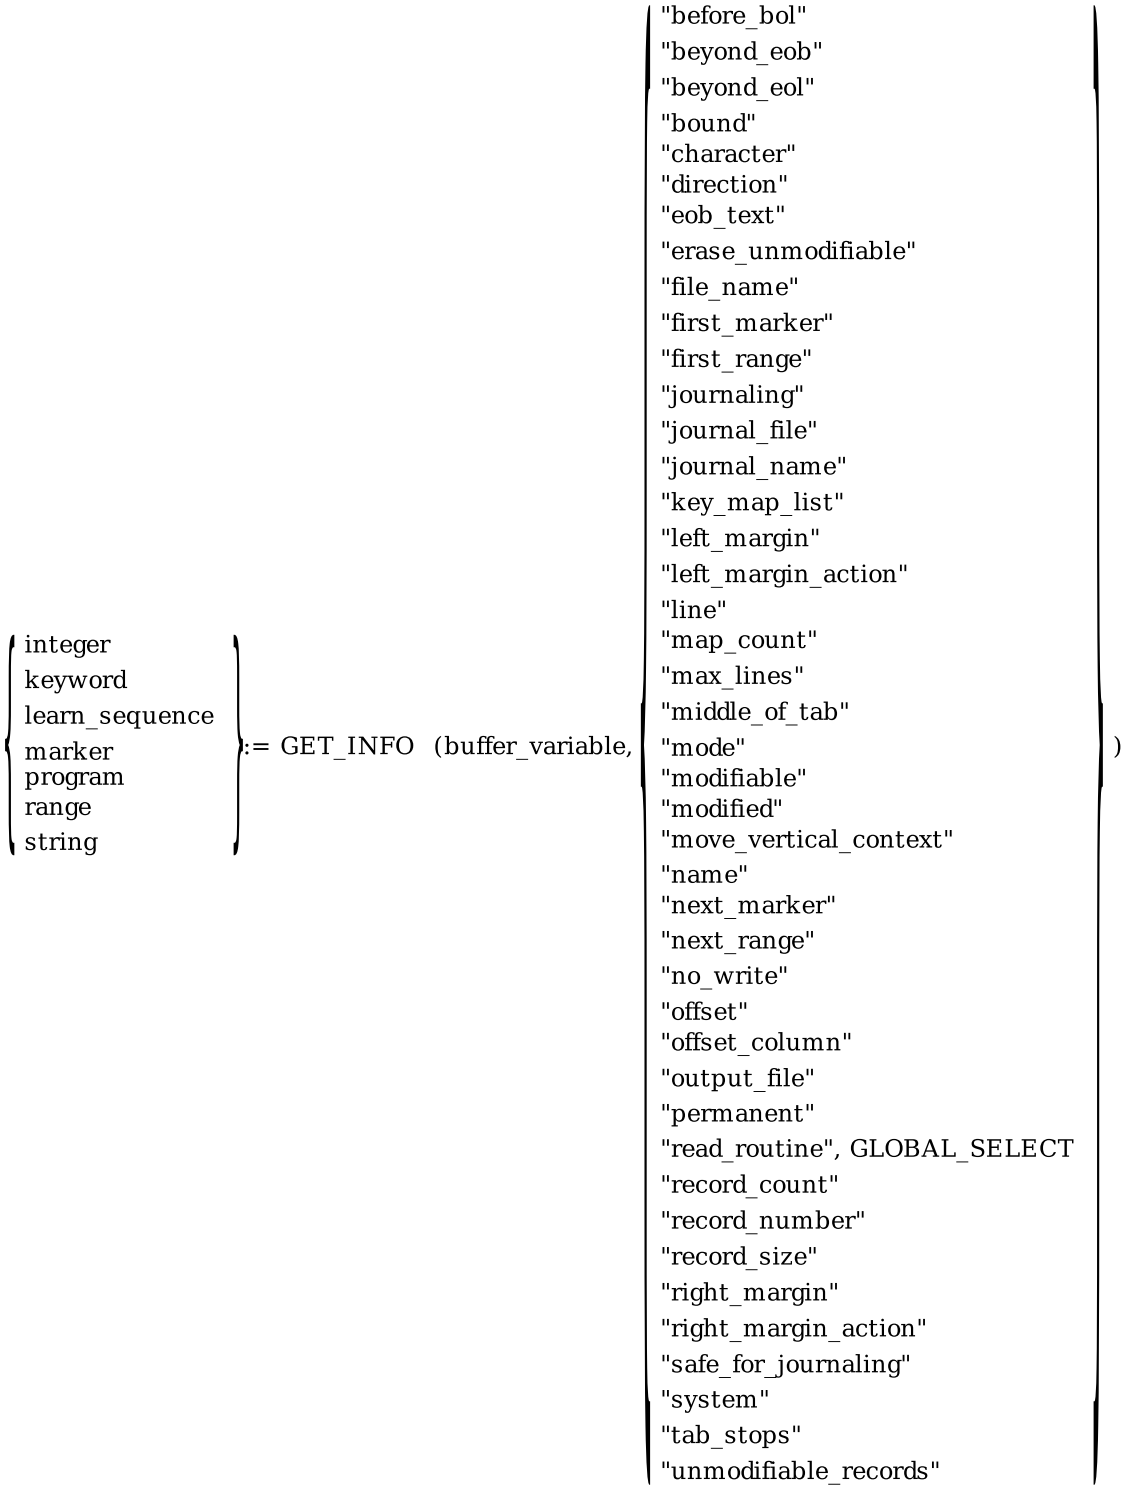 integer
keyword
learn_sequence
marker
program
range
string
:= GET_INFO (buffer_variable,
"before_bol"
"beyond_eob"
"beyond_eol"
"bound"
"character"
"direction"
"eob_text"
"erase_unmodifiable"
"file_name"
"first_marker"
"first_range"
"journaling"
"journal_file"
"journal_name"
"key_map_list"
"left_margin"
"left_margin_action"
"line"
"map_count"
"max_lines"
"middle_of_tab"
"mode"
"modifiable"
"modified"
"move_vertical_context"
"name"
"next_marker"
"next_range"
"no_write"
"offset"
"offset_column"
"output_file"
"permanent"
"read_routine", GLOBAL_SELECT
"record_count"
"record_number"
"record_size"
"right_margin"
"right_margin_action"
"safe_for_journaling"
"system"
"tab_stops"
"unmodifiable_records"
)